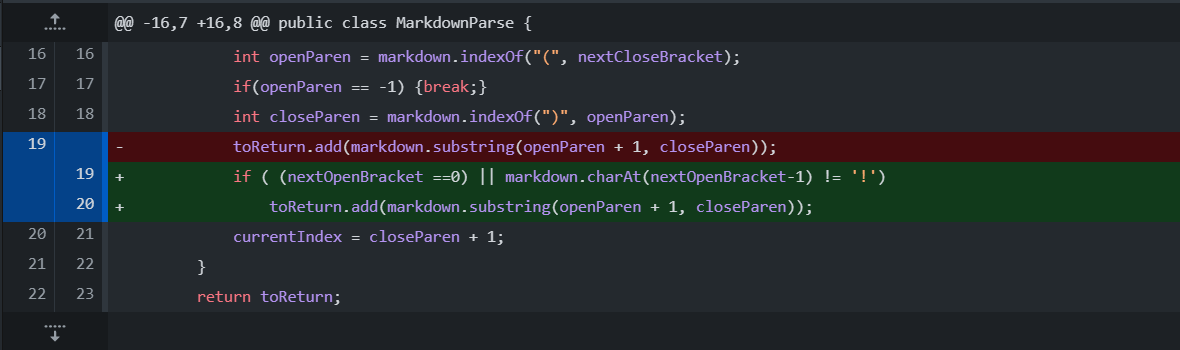 @@ -16,7 +16,8 @@ public class MarkdownParse {
16 16 int openParen = markdown.indexOf("(", nextCloseBracket);
17 17 if(openParen == -1) {break;}
18 18 int closeParen = markdown.indexOf(")", openParen);
19 - toReturn.add(markdown.substring(openParen + 1, closeParen));
19 + if ( (nextOpenBracket ==0) || markdown.charAt(nextOpenBracket-1) != '!')
20 + toReturn.add(markdown.substring(openParen + 1, closeParen));
20 21 currentIndex = closeParen + 1;
21 22 }
22 23 return toReturn;